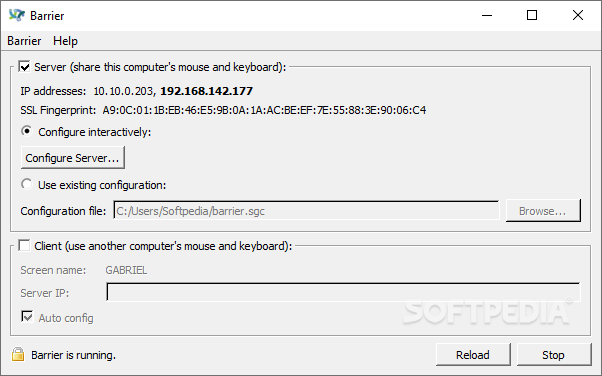 Barrier
Barrier Help
Server (share this computer's mouse and keyboard):
IP addresses: 10.10.0.203, 192.168.142.177
SSL Fingerprint: A9:0C:01:1B:EB:46:E5:9B:0A:1A:AC:BE:EF:7E:55:88:3E:90:06:C4
Configure interactively:
Configure Server...
Use existing configuration:
Configuration file: C:/Users/Softpedia/barrier.sgc Browse...
Client (use another computer's mouse and keyboard):
Screen name: GABRIEL
Server IP:
SOFTPEDIA®
Auto config
Barrier is running. Reload Stop